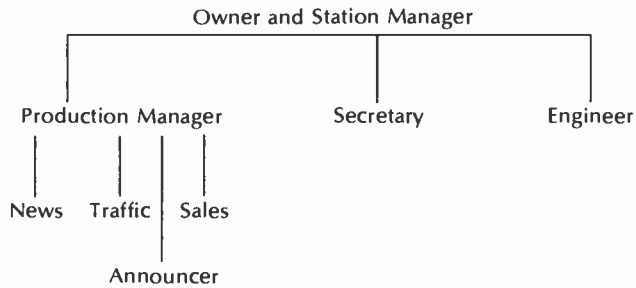 Owner and Station Manager
Production Manager Secretary Engineer
News Traffic Sales
Announcer